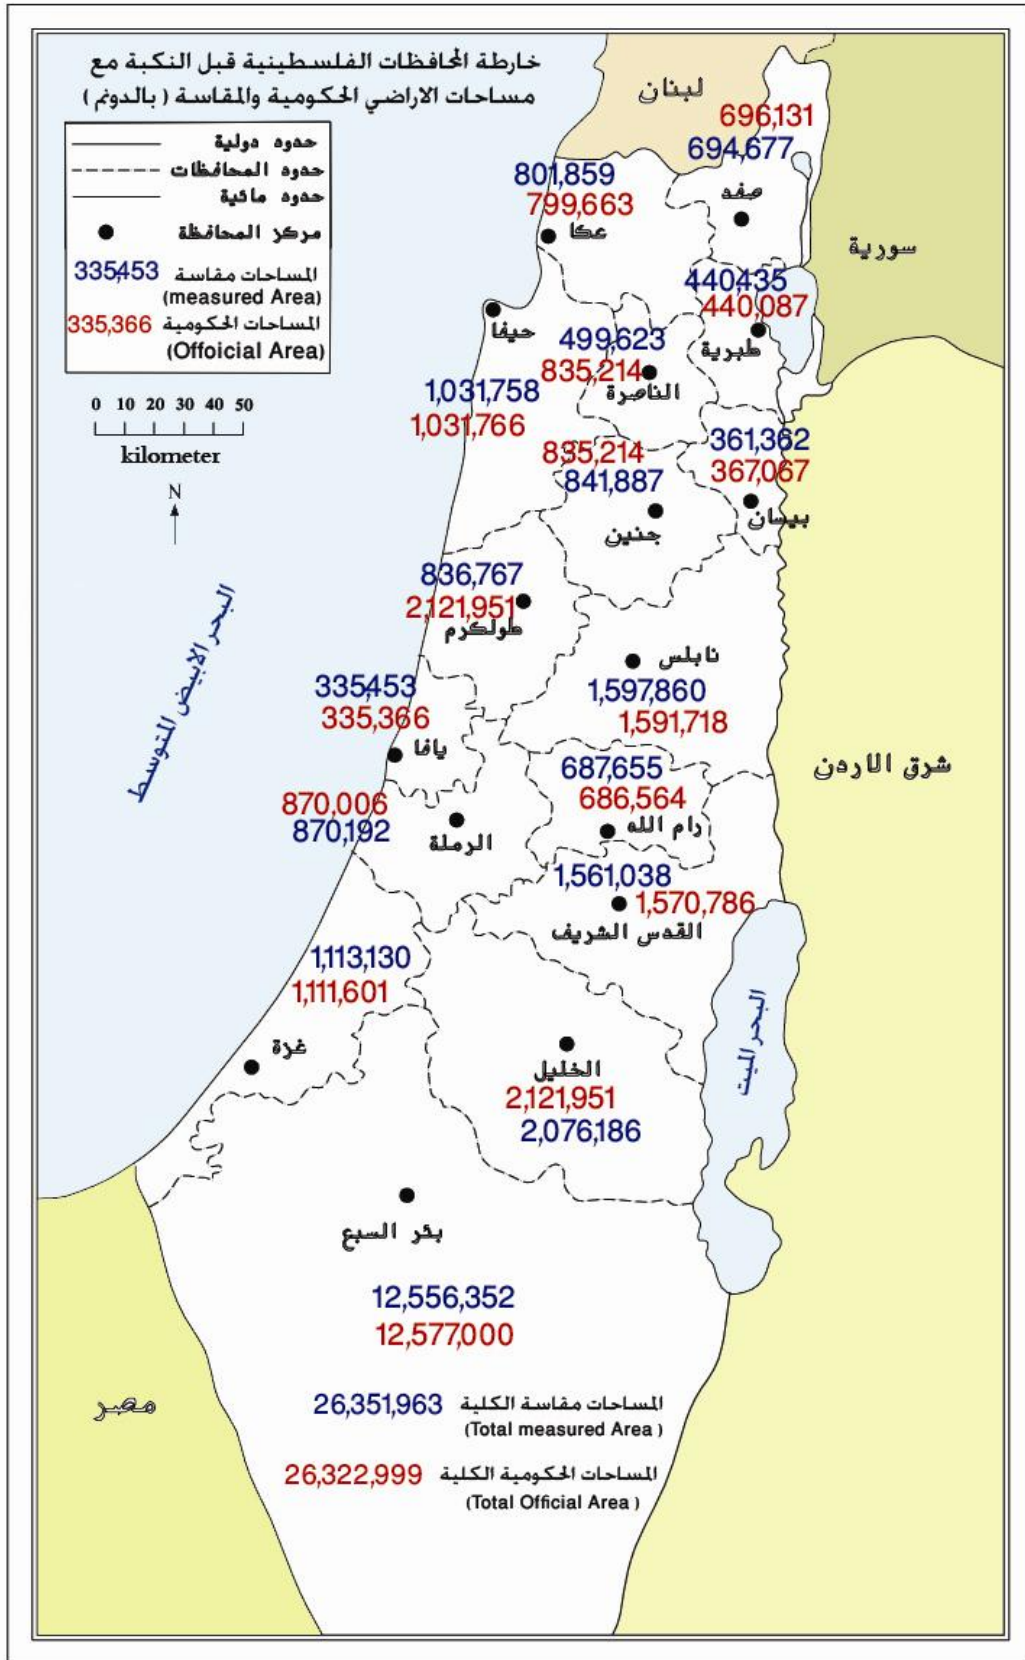 خارطة المحافظات الفلسطينية قبل النكبة مع
مساحات الاراضي الحكومية والمقاسة ( بالدونم )
حدود دولية
حدود المحافظات
حدود مائية
مركز المحافظة
المساحات مقاسة 335,453
(measured Area)
المساحات الحكومية 335,366
(Offoicial Area)
0 10 20 30 40 50
kilometer
N
لبنان
696,131
694,677
صفد
801,859
799,663
عكا
سورية
440,435
440,087
طبرية
حيفا
499,623
835,214
الناصرة
1,031,758
1,031,766
835,214
841,887
جنين
361,362
367,067
بيسان
836,767
2,121,951
طولكرم
البحر الابيض المتوسط
نابلس
1,597,860
1,591,718
335,453
335,366
يافا
شرق الاردن
687,655
686,564
رام الله
870,006
870,192
الرملة
1,561,038
1,570,786
القدس الشريف
1,113,130
1,111,601
غزة
البحر الميت
الخليل
2,121,951
2,076,186
بئر السبع
12,556,352
12,577,000
مصر
المساحات مقاسة الكلية 26,351,963
(Total measured Area )
المساحات الحكومية الكلية 26,322,999
(Total Official Area )